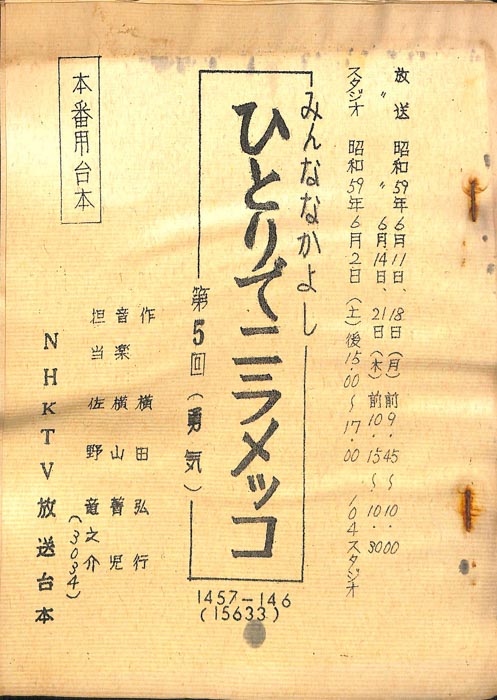 放送 昭和59年6月11日、18日(月)前9・45〜10・00
〃 〃 6月14日、21日(木)前10・15〜10・30
スタジオ 昭和59年6月2日(土)後15.00〜17.00 104スタジオ
みんななかよし
ひとりでニラメッコ
第5回(勇気)
本番用台本
作 横田弘行
音楽 横山菁児
担当 佐野竜之介
(3034)
NHKTV放送台本
1457-146
(15633)